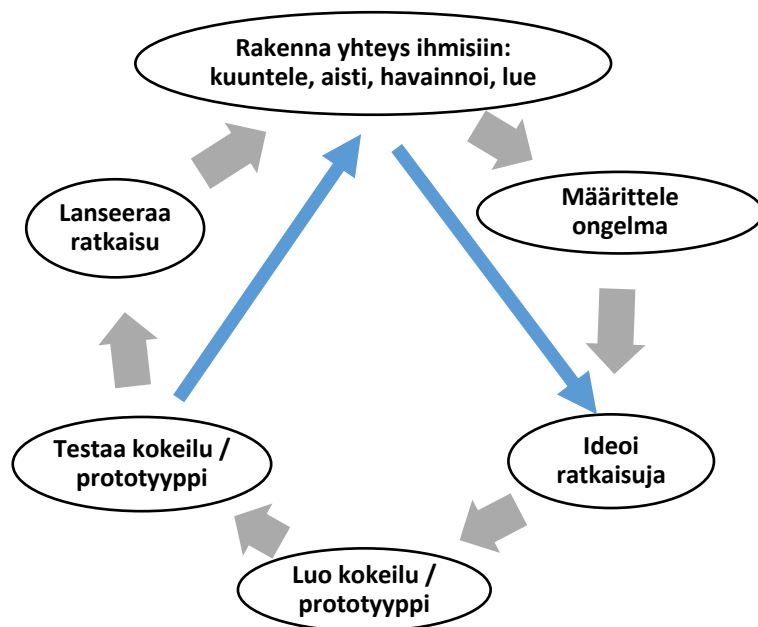 Rakenna yhteys ihmisiin:
kuuntele, aisti, havainnoi, lue
Määrittele
ongelma
Ideoi
ratkaisuja
Luo kokeilu /
prototyyppi
Testaa kokeilu /
prototyyppi
Lanseeraa
ratkaisu